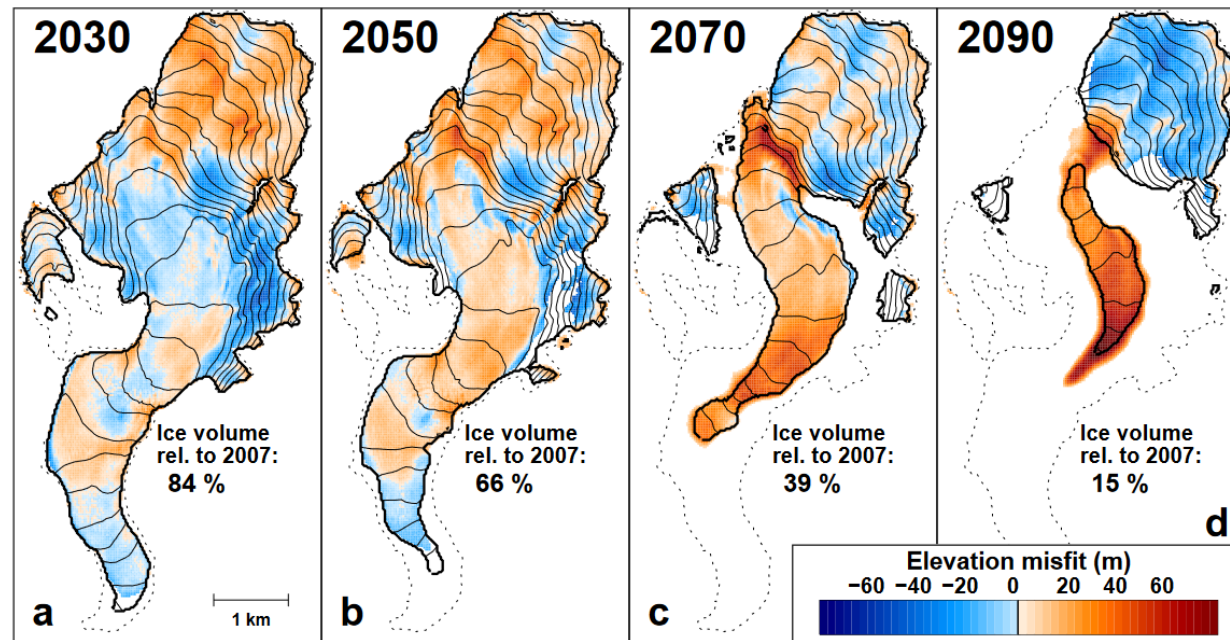 2030
2050
2070
2090
Ice volume
rel. to 2007:
84 %
Ice volume
rel. to 2007:
66 %
Ice volume
rel. to 2007:
39 %
Ice volume
rel. to 2007:
15 %
a
1 km
b
c
d
Elevation misfit (m)
−60 −40 −20 0 20 40 60